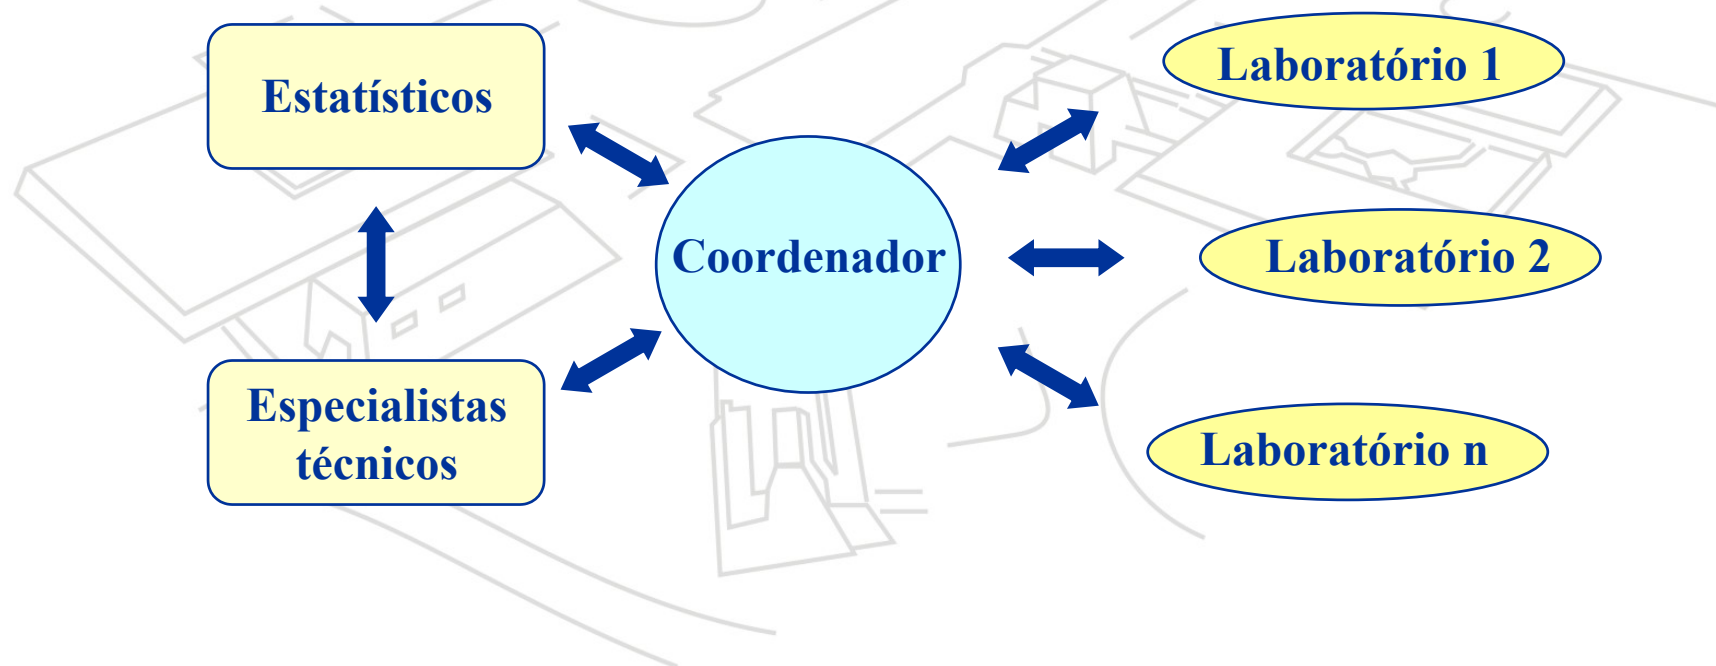 Estatísticos
Especialistas
técnicos
Coordenador
Laboratório 1
Laboratório 2
Laboratório n